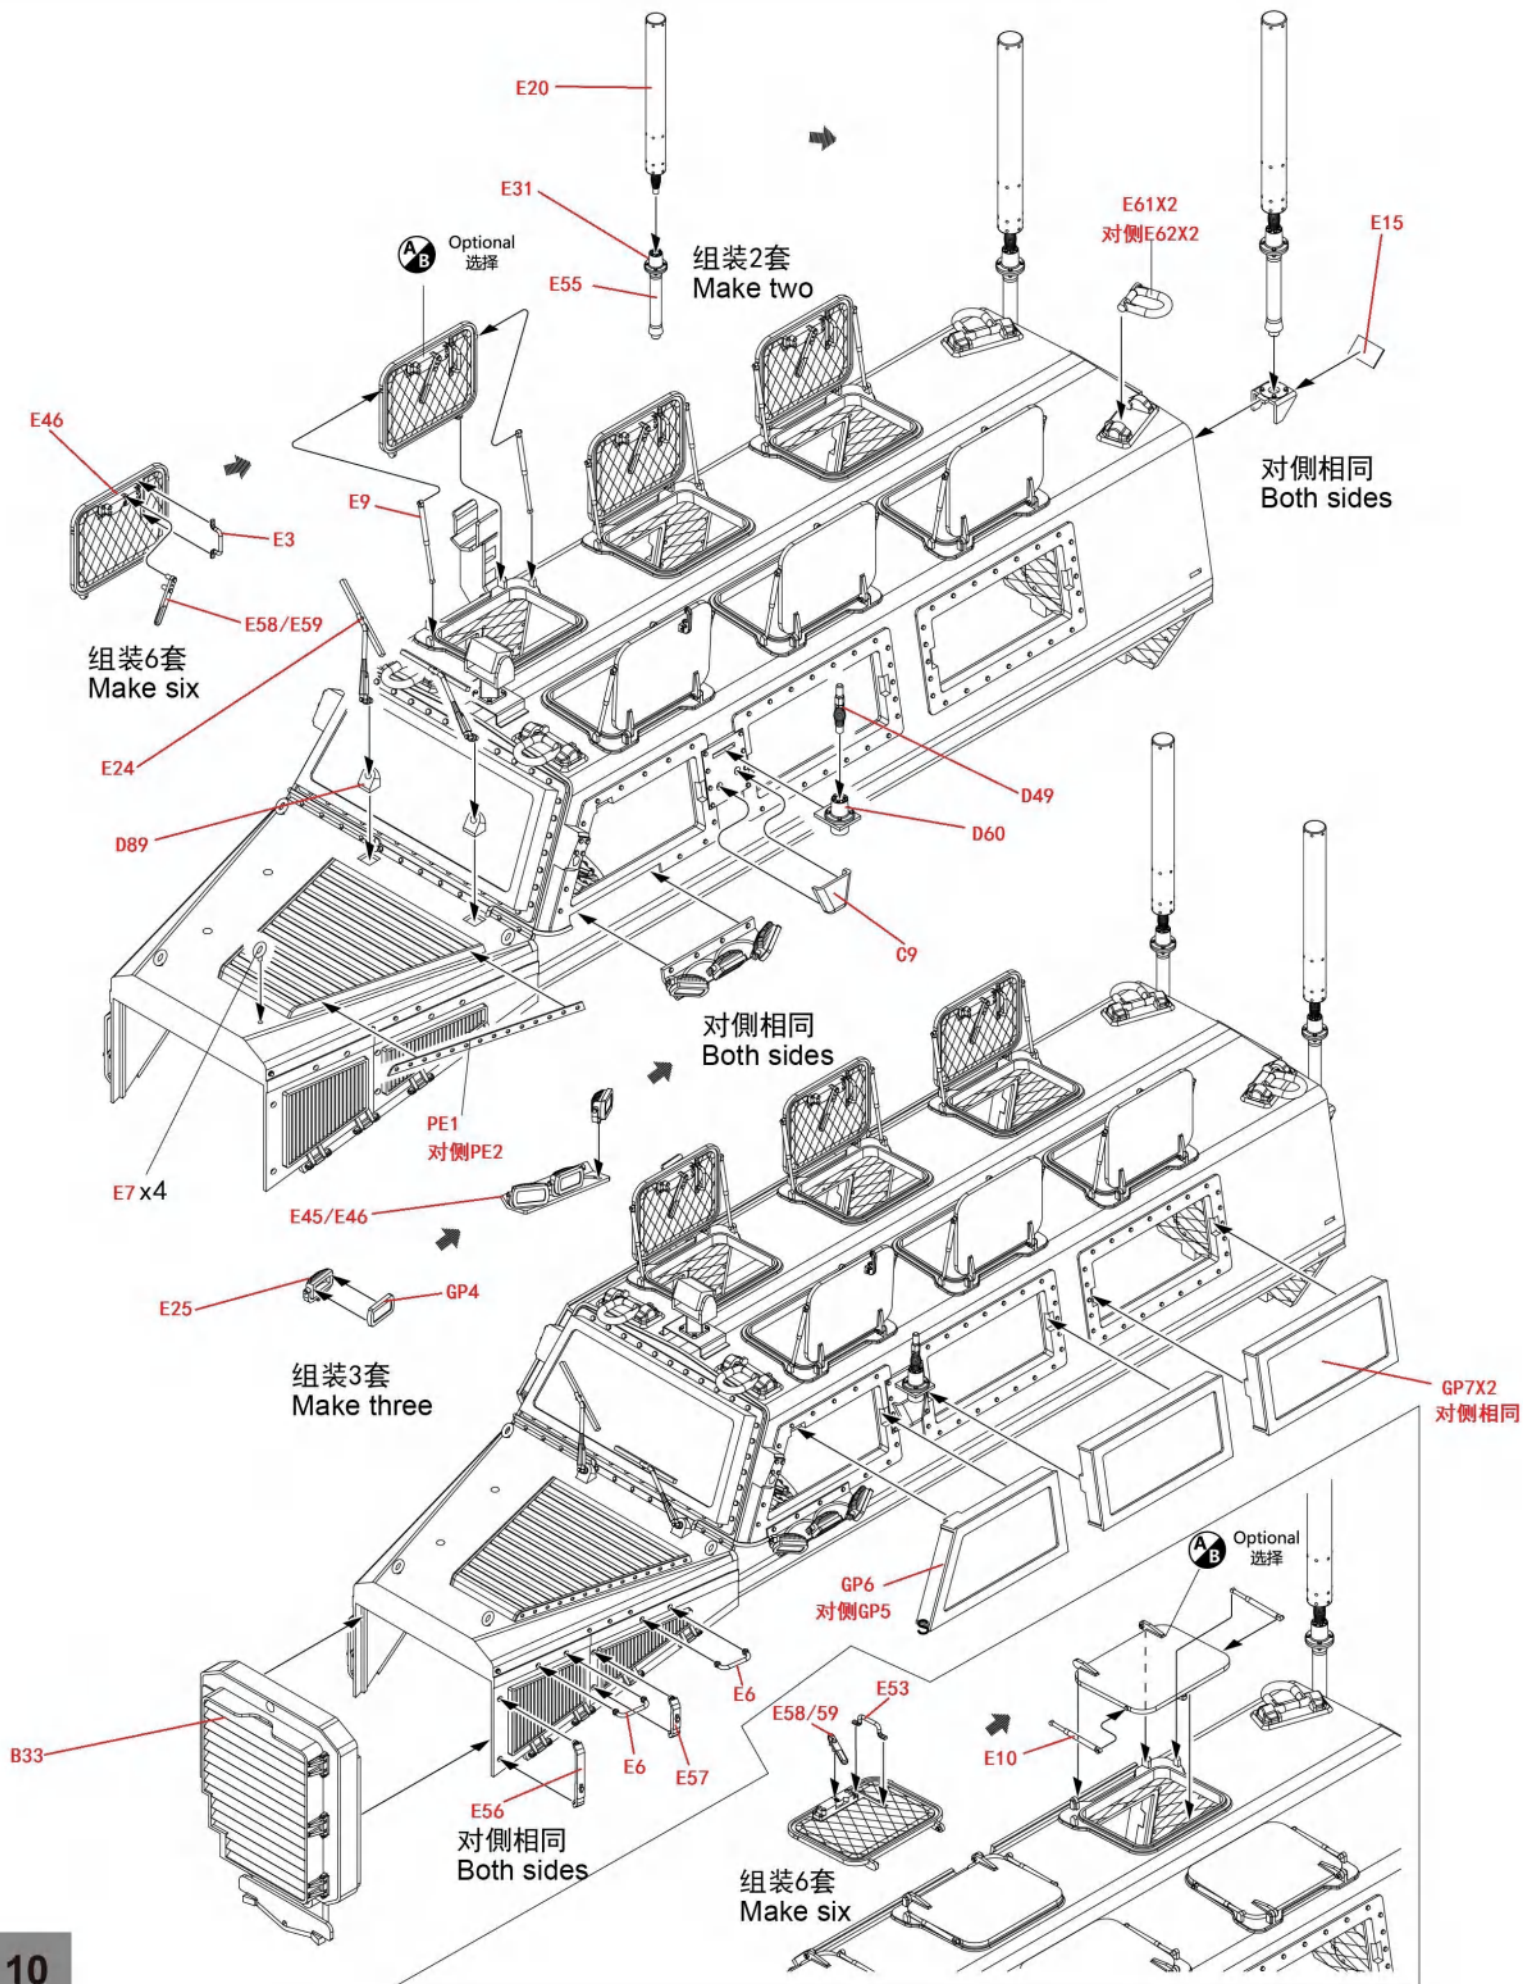 E20
E31
E55
A
B
Optional
选择
组装2套
Make two
E61X2
对侧E62X2
E15
对侧相同
Both sides
E46
E9
E3
E58/E59
组装6套
Make six
E24
D89
D49
D60
C9
对侧相同
Both sides
PE1
对侧PE2
E7 x4
E45/E46
E25
GP4
组装3套
Make three
GP7X2
对侧相同
GP6
对侧GP5
S
A
B
Optional
选择
B33
E6
E6
E57
E56
对侧相同
Both sides
E58/59
E53
E10
组装6套
Make six
10